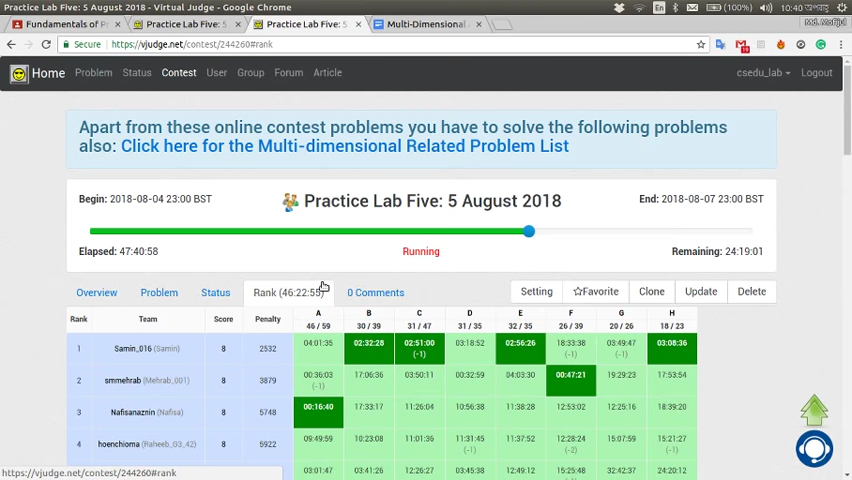 Practice Lab Five: 5 August 2018 - Virtual Judge - Google Chrome
En (100%) 10:40
Fundamentals of Pr Practice Lab Five: 5 Practice Lab Five: 5 Multi-Dimensional A
Secure https://vjudge.net/contest/244260#rank
Home Problem Status Contest User Group Forum Article csedu_lab Logout
Apart from these online contest problems you have to solve the following problems
also: Click here for the Multi-dimensional Related Problem List
Begin: 2018-08-04 23:00 BST Practice Lab Five: 5 August 2018 End: 2018-08-07 23:00 BST
Elapsed: 47:40:58 Running Remaining: 24:19:01
Overview Problem Status Rank (46:22:55) 0 Comments Setting Favorite Clone Update Delete
Rank Team Score Penalty A B C D E F G H
46 / 59 30 / 39 31 / 47 31 / 35 32 / 35 26 / 39 20 / 26 18 / 23
1 Samin_016 (Samin) 8 2532 04:01:35 02:32:28 02:51:00 03:18:52 02:56:26 18:33:38 03:49:47 03:08:36
(-1) (-1) (-1)
2 smmehrab (Mehrab_001) 8 3879 00:36:03 17:06:36 03:50:11 00:32:59 04:03:30 00:47:21 19:29:23 17:53:54
(-1)
3 Nafisanaznin (Nafisa) 8 5748 00:16:40 17:33:17 11:26:04 10:56:38 11:38:28 12:53:02 12:25:16 18:39:20
4 hoenchioma (Raheeb_G3_42) 8 5922 09:49:59 10:23:08 11:01:36 11:31:45 11:37:52 12:28:24 15:07:59 15:21:27
(-1) (-2) (-1)
03:01:47 03:41:26 12:26:27 03:45:38 12:49:12 15:25:48 32:42:37 24:20:12
https://vjudge.net/contest/244260#rank